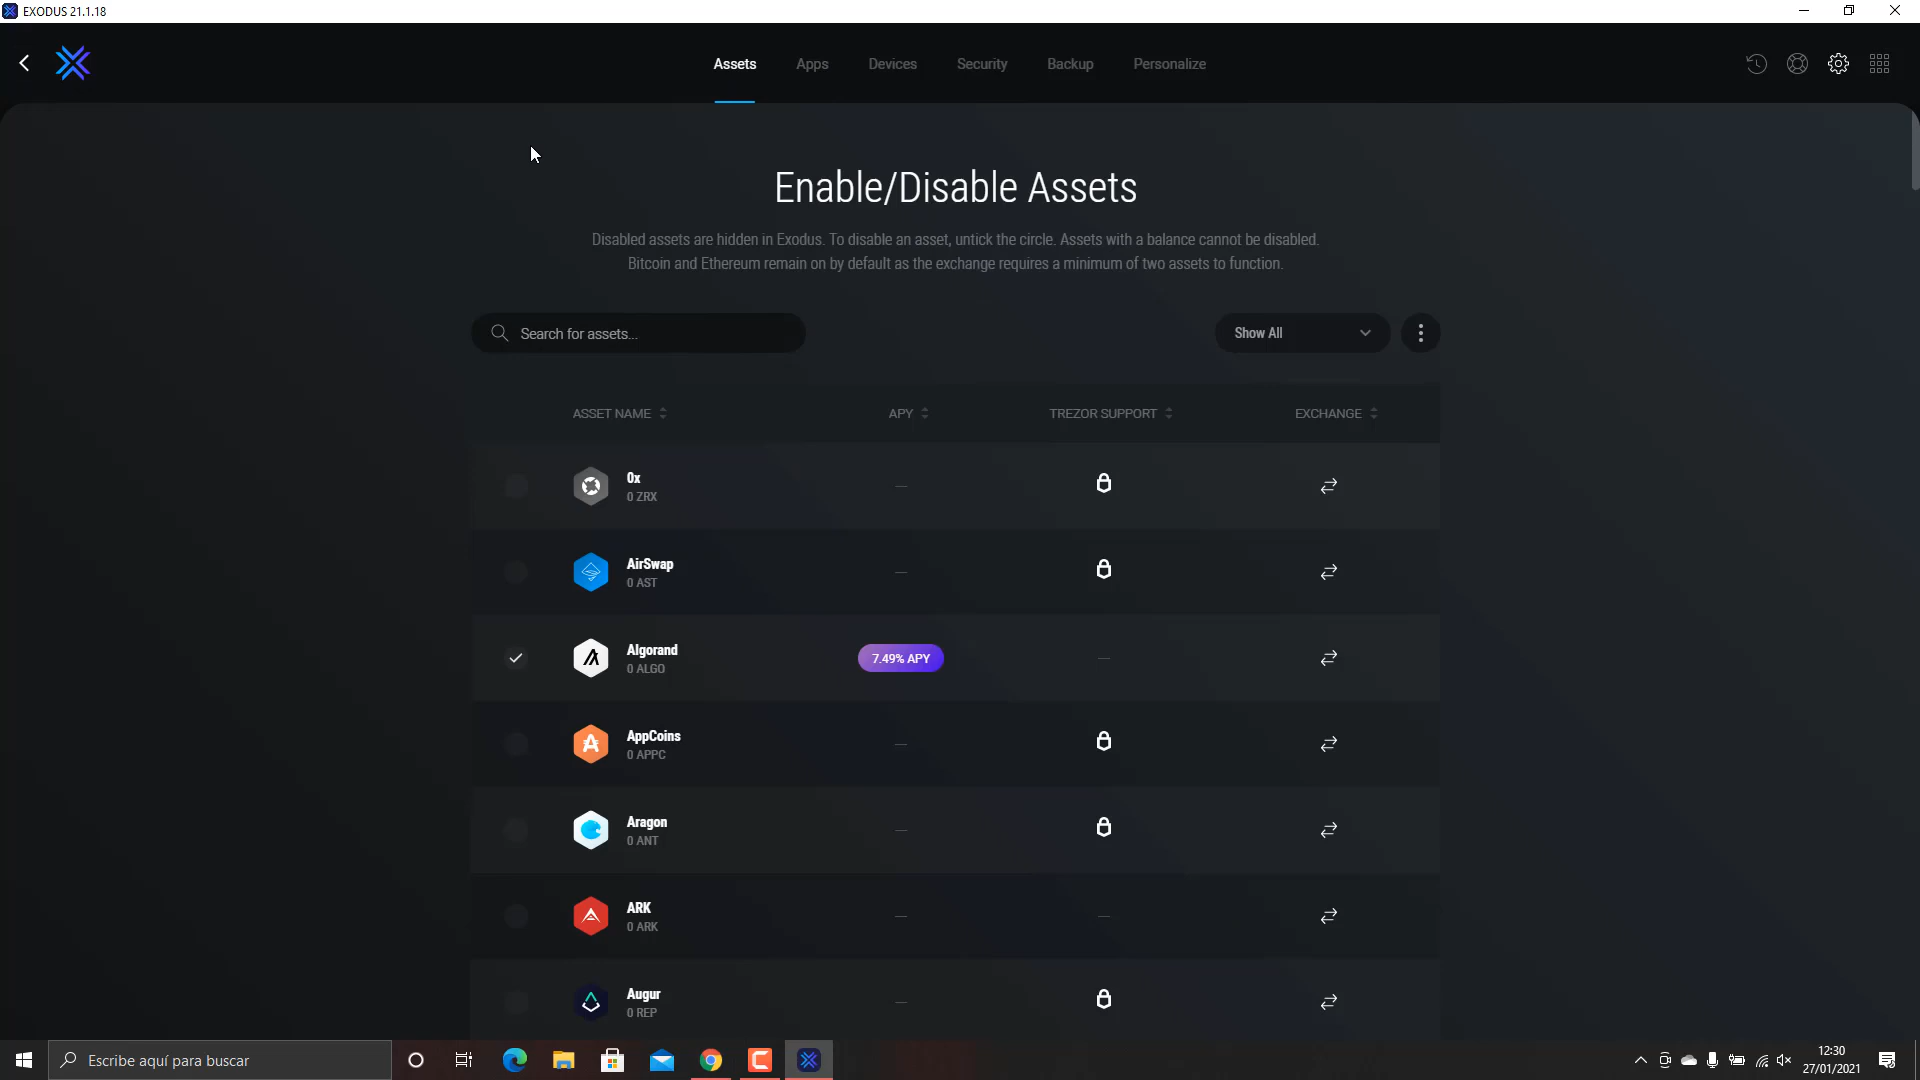 EXODUS 21.1.18
Assets
Apps
Devices
Security
Backup
Personalize
Enable/Disable Assets
Disabled assets are hidden in Exodus. To disable an asset, untick the circle. Assets with a balance cannot be disabled.
Bitcoin and Ethereum remain on by default as the exchange requires a minimum of two assets to function.
Search for assets...
Show All
ASSET NAME
APY
TREZOR SUPPORT
EXCHANGE
0x
0 ZRX
—
AirSwap
0 AST
—
Algorand
0 ALGO
7.49% APY
—
AppCoins
0 APPC
—
Aragon
0 ANT
—
ARK
0 ARK
—
—
Augur
0 REP
—
Escribe aquí para buscar
12:30
27/01/2021